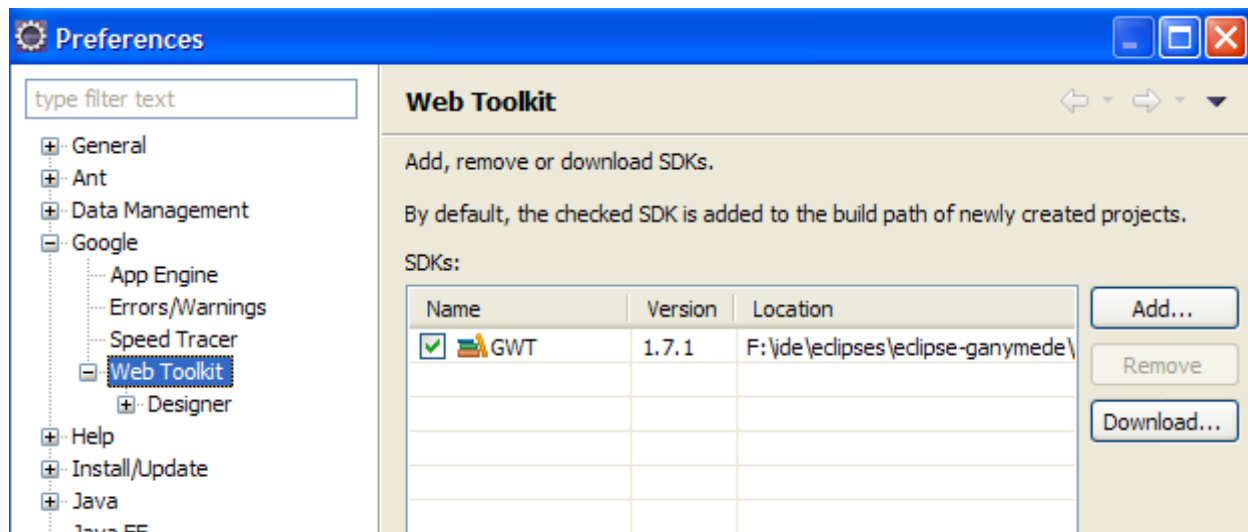 Preferences
type filter text
General
Ant
Data Management
Google
App Engine
Errors/Warnings
Speed Tracer
Web Toolkit
Designer
Help
Install/Update
Java
Java EE
Web Toolkit
Add, remove or download SDKs.
By default, the checked SDK is added to the build path of newly created projects.
SDKs:
Name Version Location
GWT 1.7.1 F:\ide\eclipses\eclipse-ganymede\
Add...
Remove
Download...